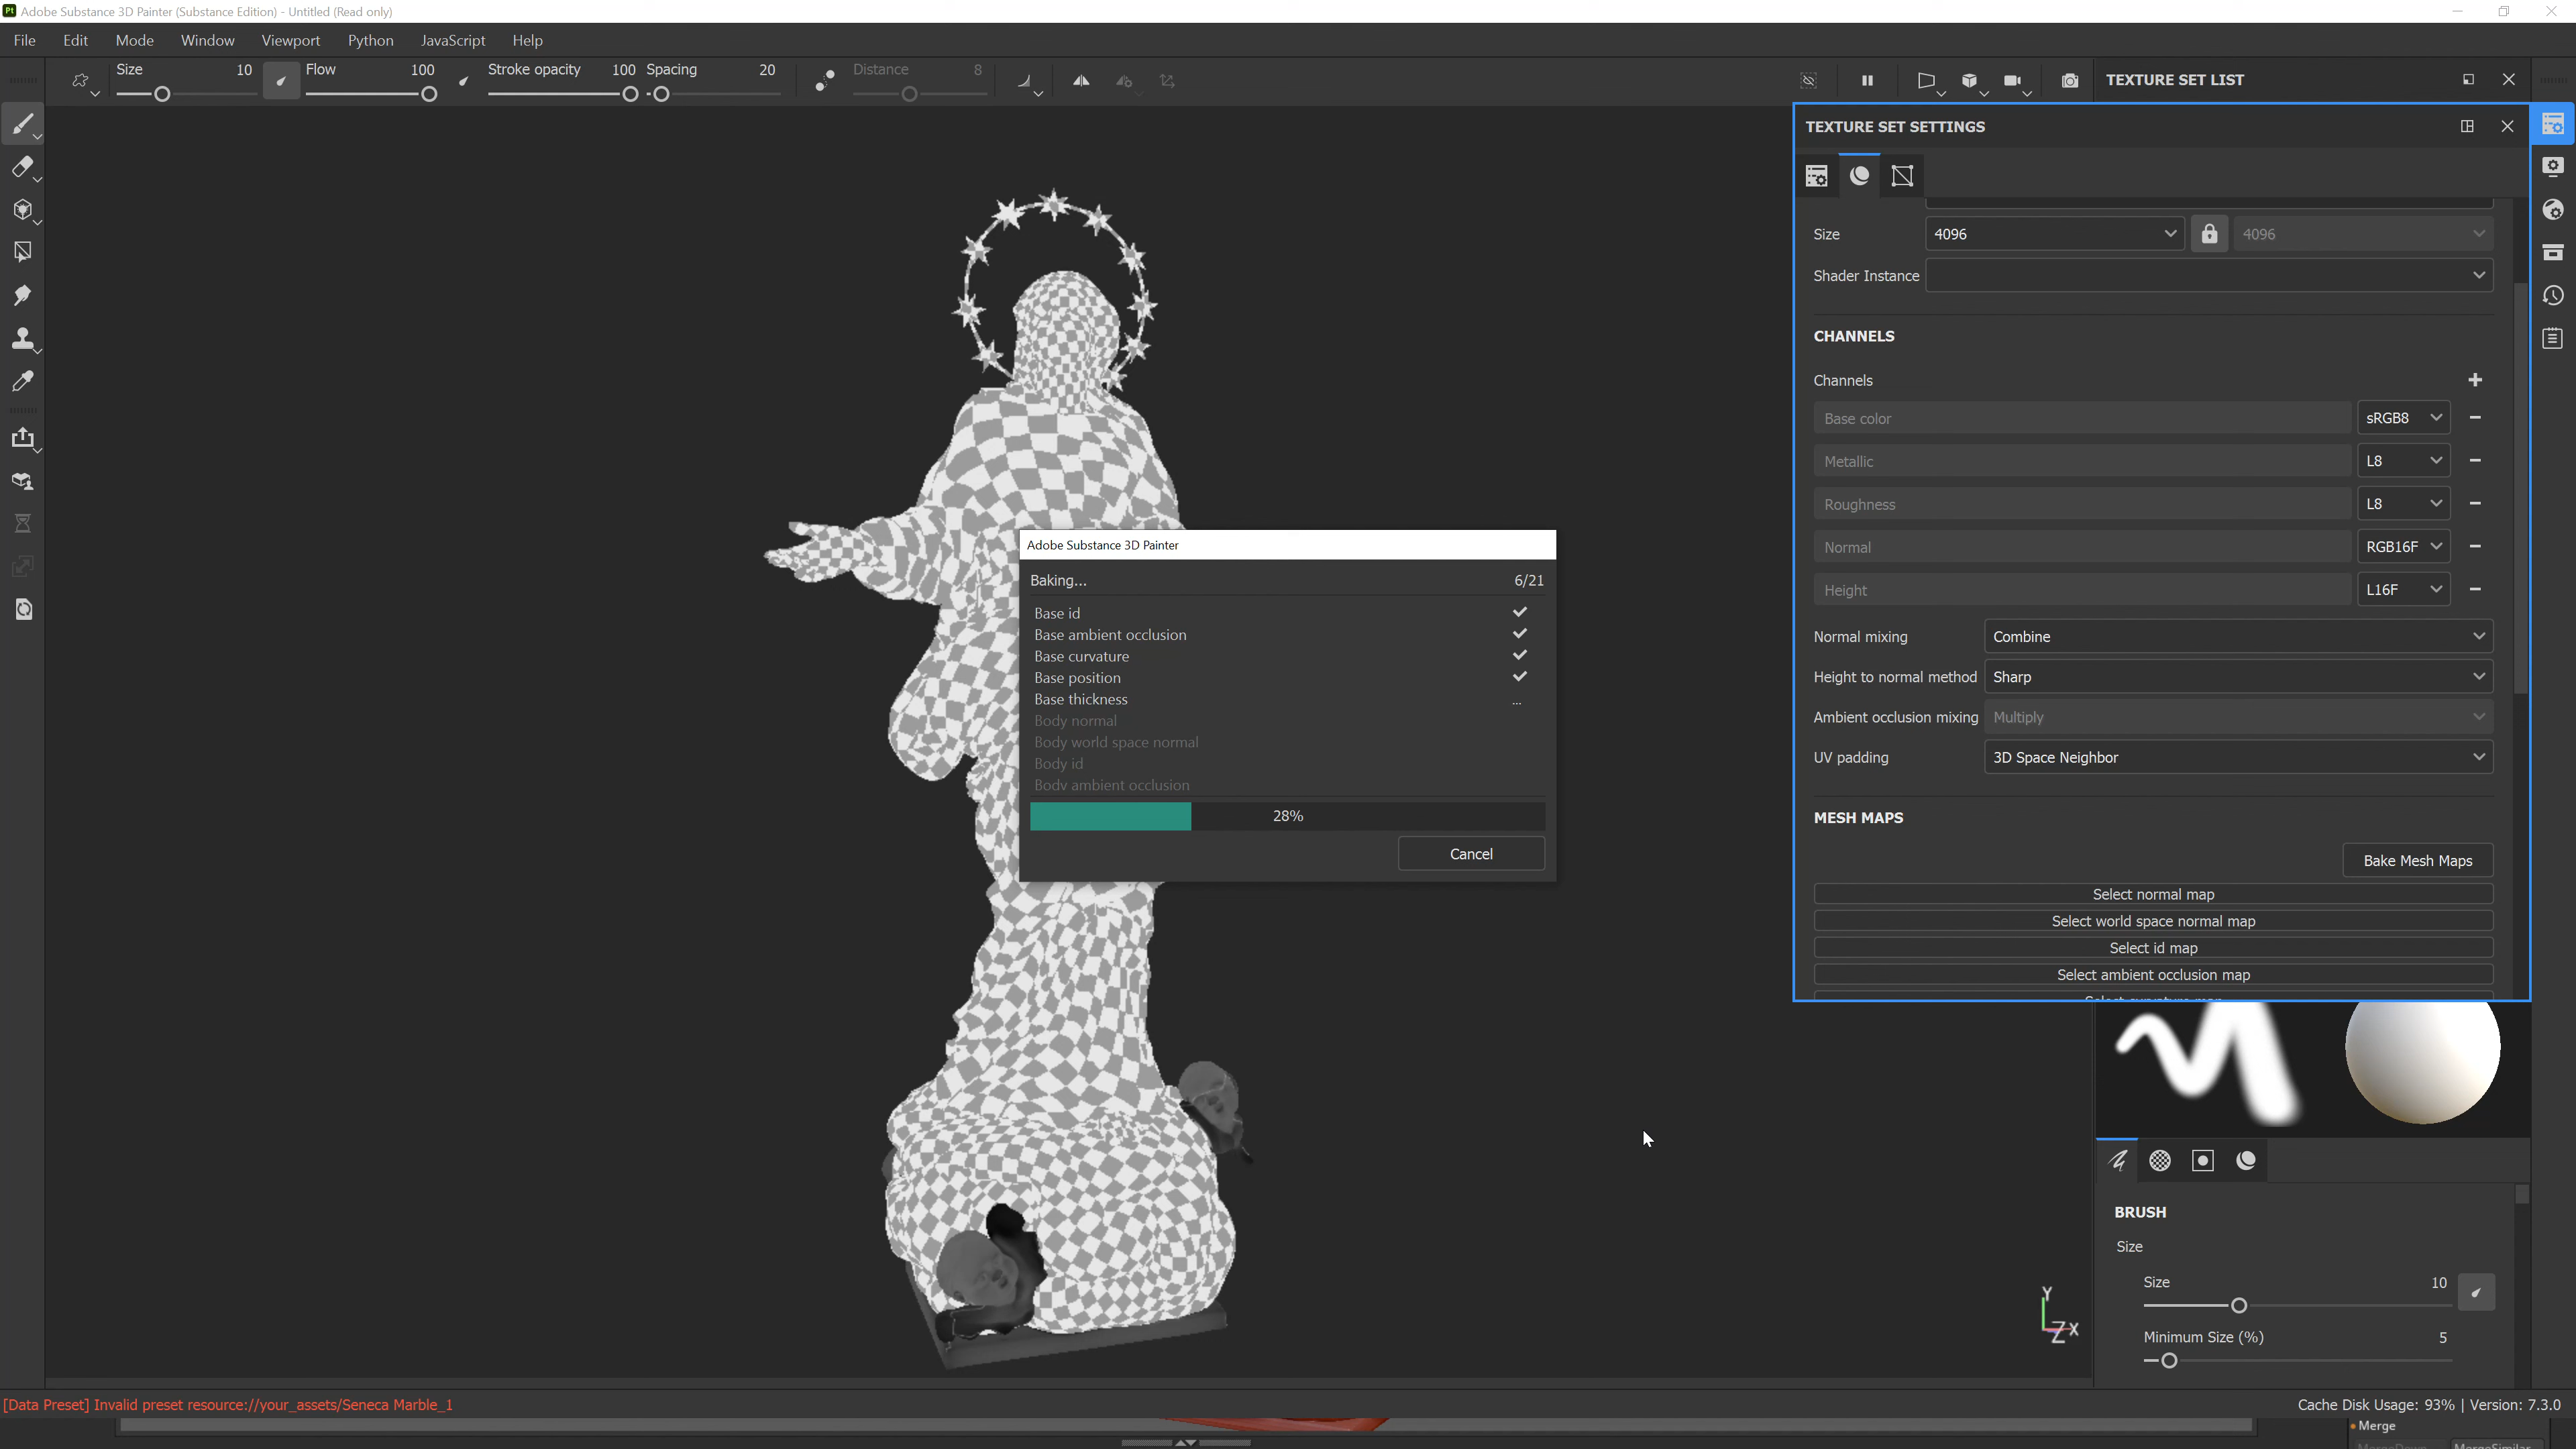 Pt Adobe Substance 3D Painter (Substance Edition) - Untitled (Read only)
File Edit Mode Window Viewport Python JavaScript Help
Size 10 Flow 100 Stroke opacity 100 Spacing 20 Distance 8
TEXTURE SET LIST
TEXTURE SET SETTINGS
Size 4096 4096
Shader Instance
CHANNELS
Channels
Base color sRGB8
Metallic L8
Roughness L8
Normal RGB16F
Height L16F
Normal mixing Combine
Height to normal method Sharp
Ambient occlusion mixing Multiply
UV padding 3D Space Neighbor
MESH MAPS
Bake Mesh Maps
Select normal map
Select world space normal map
Select id map
Select ambient occlusion map
Adobe Substance 3D Painter
Baking... 6/21
Base id
Base ambient occlusion
Base curvature
Base position
Base thickness ...
Body normal
Body world space normal
Body id
Body ambient occlusion
28%
Cancel
BRUSH
Size
Size 10
Minimum Size (%) 5
Y
Z X
[Data Preset] Invalid preset resource://your_assets/Seneca Marble_1
Cache Disk Usage: 93% | Version: 7.3.0
Merge